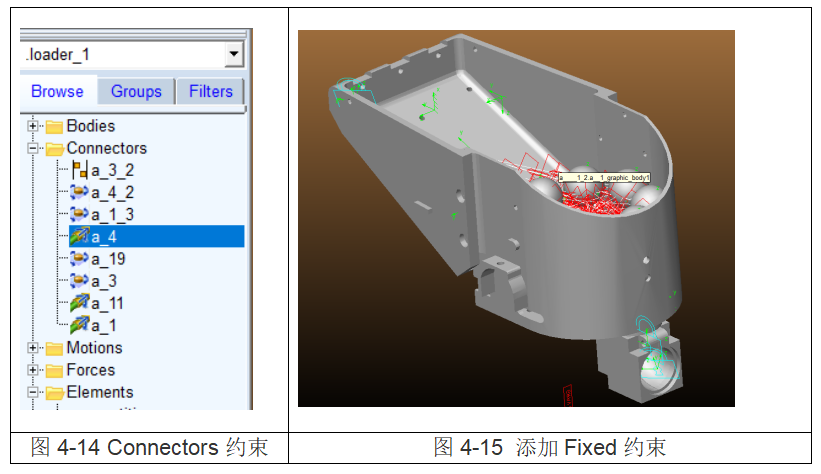 .loader_1
Browse Groups Filters
Bodies
Connectors
a_3_2
a_4_2
a_1_3
a_4
a_19
a_3
a_11
a_1
Motions
Forces
Elements
图 4-14 Connectors 约束
a____1_2.a__1_graphic_body1
图 4-15 添加 Fixed 约束